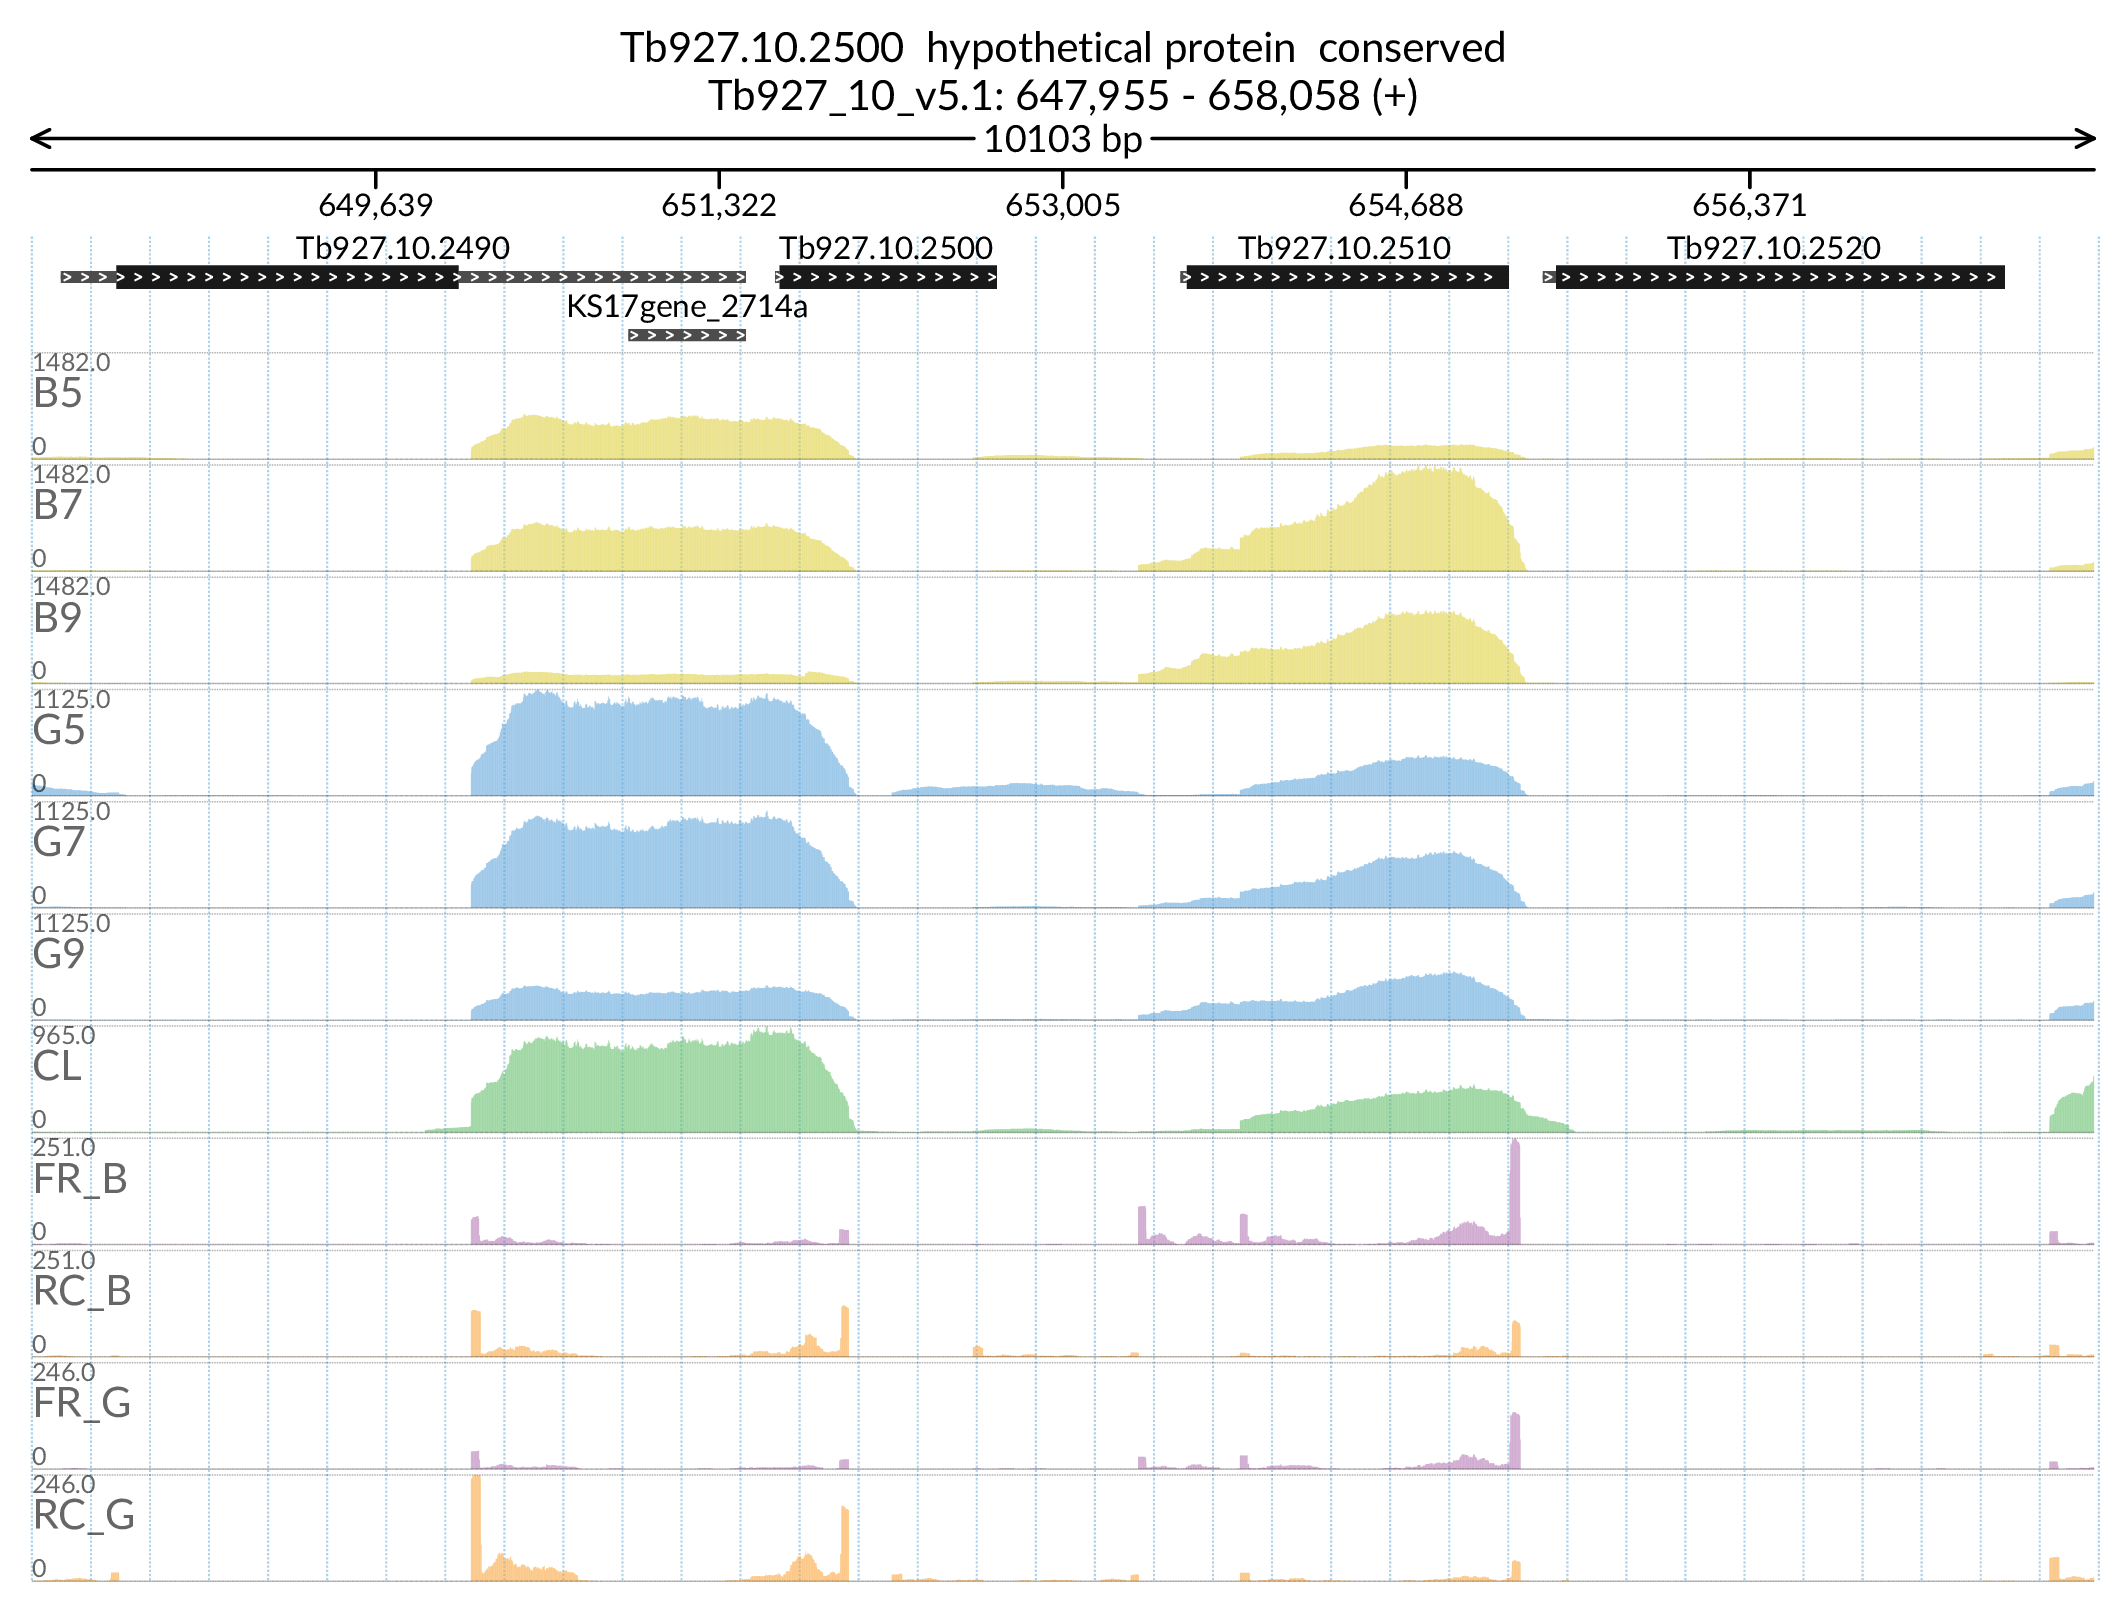 Tb927.10.2500 hypothetical protein conserved
Tb927_10_v5.1: 647,955 - 658,058 (+)
10103 bp
649,639 651,322 653,005 654,688 656,371
Tb927.10.2490 Tb927.10.2500 Tb927.10.2510 Tb927.10.2520
KS17gene_2714a
1482.0
B5
0
1482.0
B7
0
1482.0
B9
0
1125.0
G5
0
1125.0
G7
0
1125.0
G9
0
965.0
CL
0
251.0
FR_B
0
251.0
RC_B
0
246.0
FR_G
0
246.0
RC_G
0